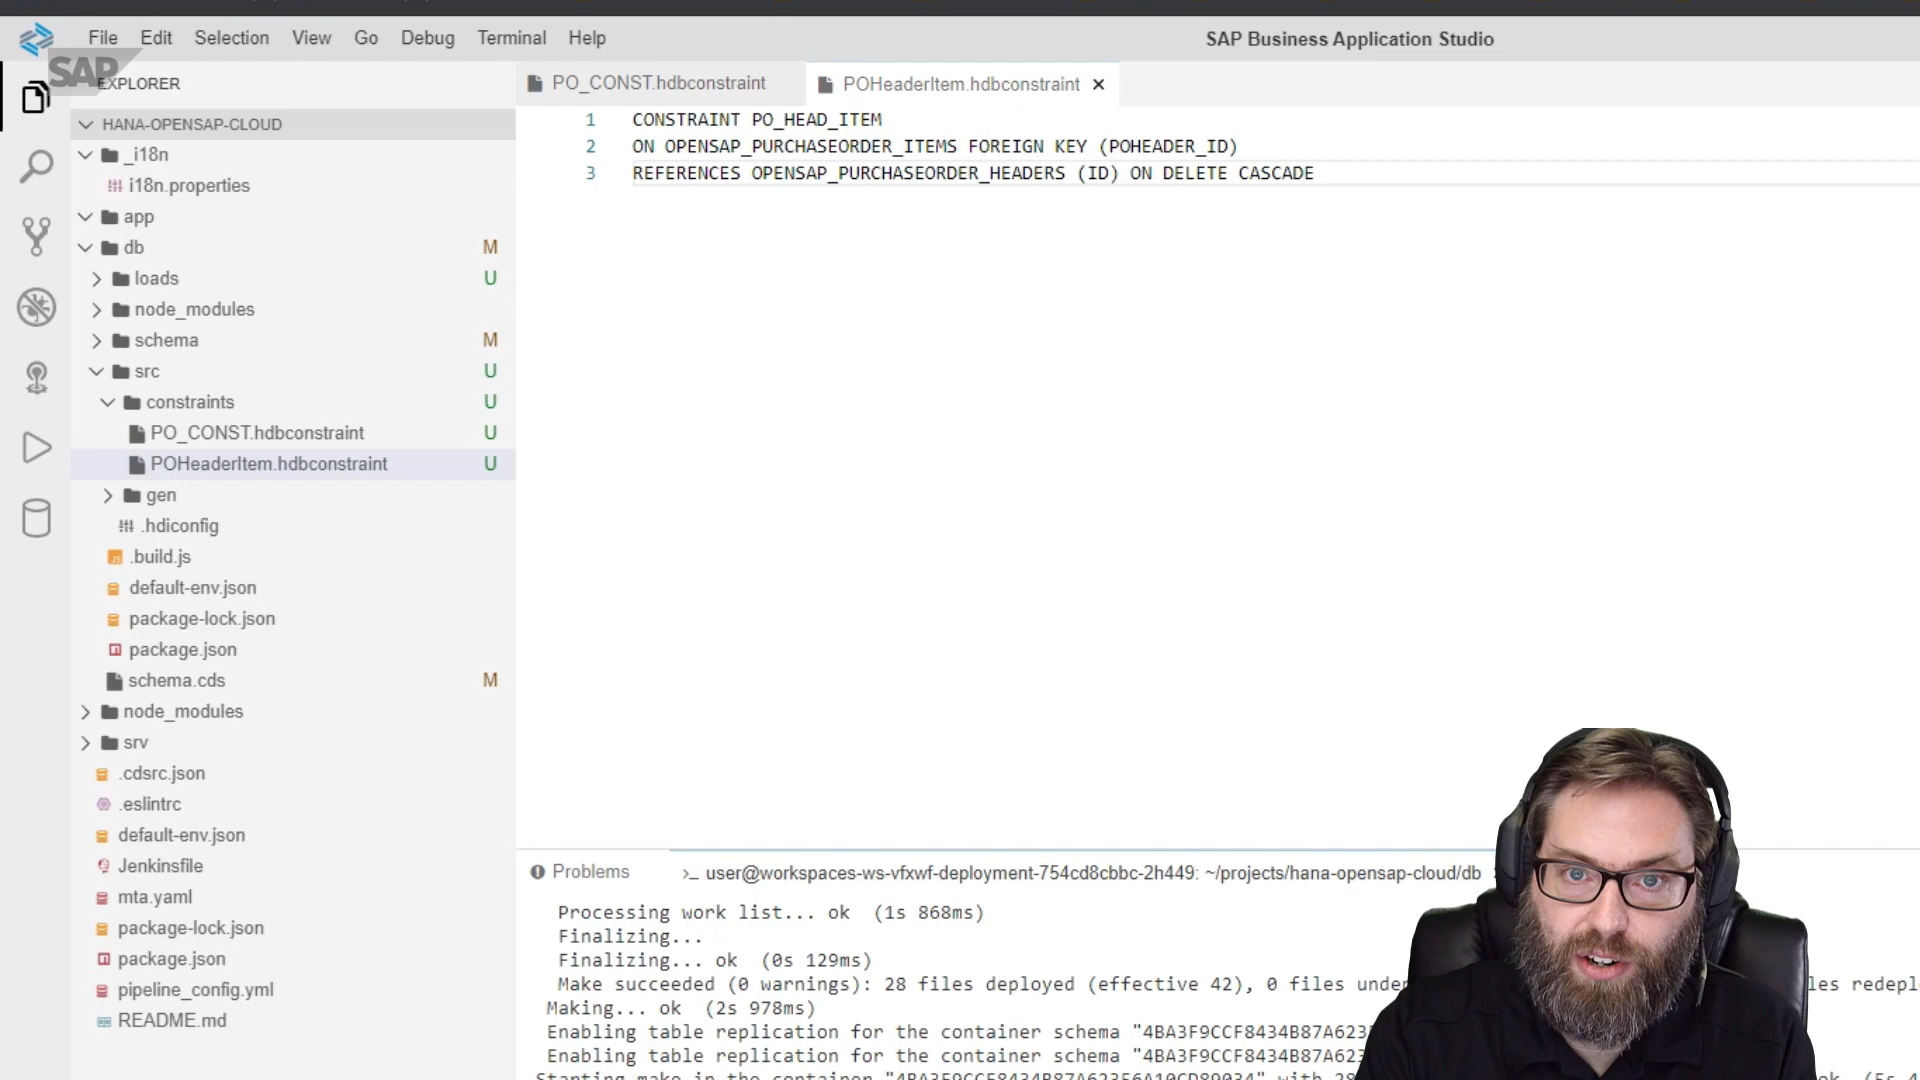 File Edit Selection View Go Debug Terminal Help
SAP Business Application Studio
SAP
EXPLORER
PO_CONST.hdbconstraint
POHeaderItem.hdbconstraint
HANA-OPENSAP-CLOUD
_i18n
i18n.properties
app
db M
loads U
node_modules
schema M
src U
constraints U
PO_CONST.hdbconstraint U
POHeaderItem.hdbconstraint U
gen
.hdiconfig
.build.js
default-env.json
package-lock.json
package.json
schema.cds M
node_modules
srv
.cdsrc.json
.eslintrc
default-env.json
Jenkinsfile
mta.yaml
package-lock.json
package.json
pipeline_config.yml
README.md
1 CONSTRAINT PO_HEAD_ITEM
2 ON OPENSAP_PURCHASEORDER_ITEMS FOREIGN KEY (POHEADER_ID)
3 REFERENCES OPENSAP_PURCHASEORDER_HEADERS (ID) ON DELETE CASCADE
Problems
>_ user@workspaces-ws-vfxwf-deployment-754cd8cbbc-2h449: ~/projects/hana-opensap-cloud/db
Processing work list... ok (1s 868ms)
Finalizing...
Finalizing... ok (0s 129ms)
Make succeeded (0 warnings): 28 files deployed (effective 42), 0 files under les redepl
Making... ok (2s 978ms)
Enabling table replication for the container schema "4BA3F9CCF8434B87A623
Enabling table replication for the container schema "4BA3F9CCF8434B87A623
Starting make in the container